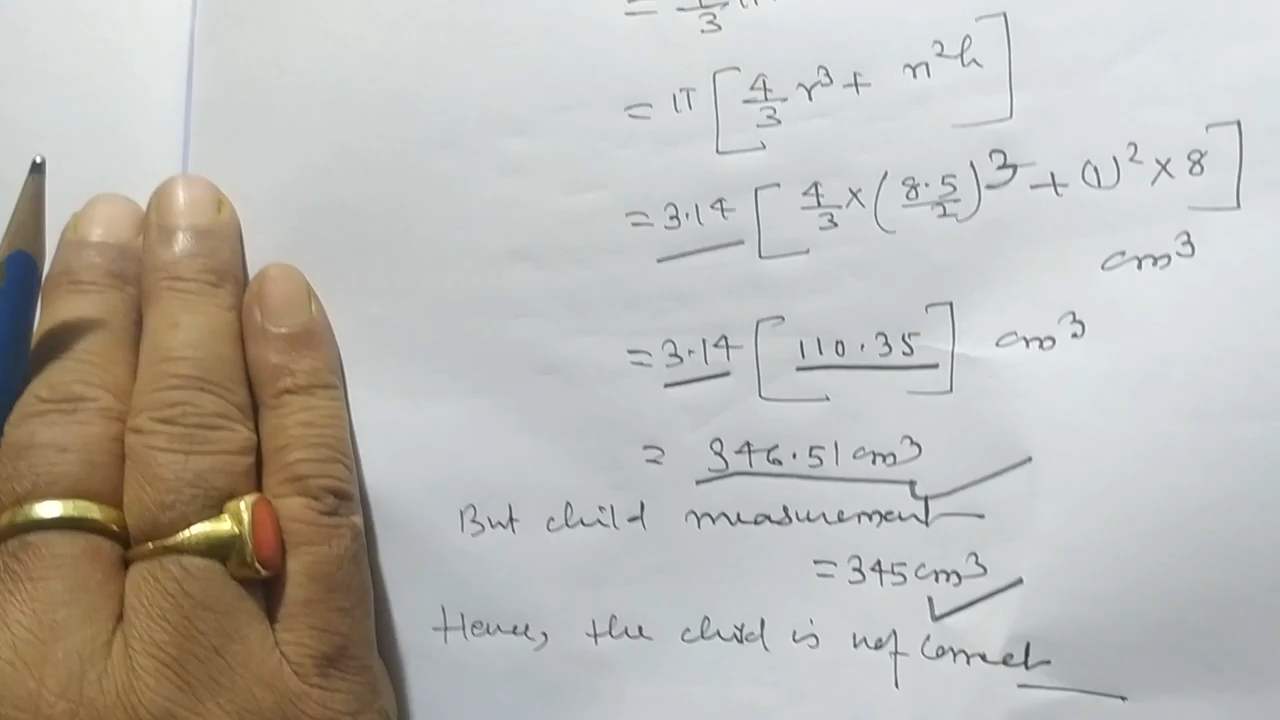 = 1/3 π
= π [ 4/3 r³ + r²h ]
= 3.14 [ 4/3 × (8.5/2)³ + (1)² × 8 ]
cm³
= 3.14 [ 110.35 ] cm³
= 346.51 cm³
But child measurement
= 345 cm³
Hence, the child is not correct